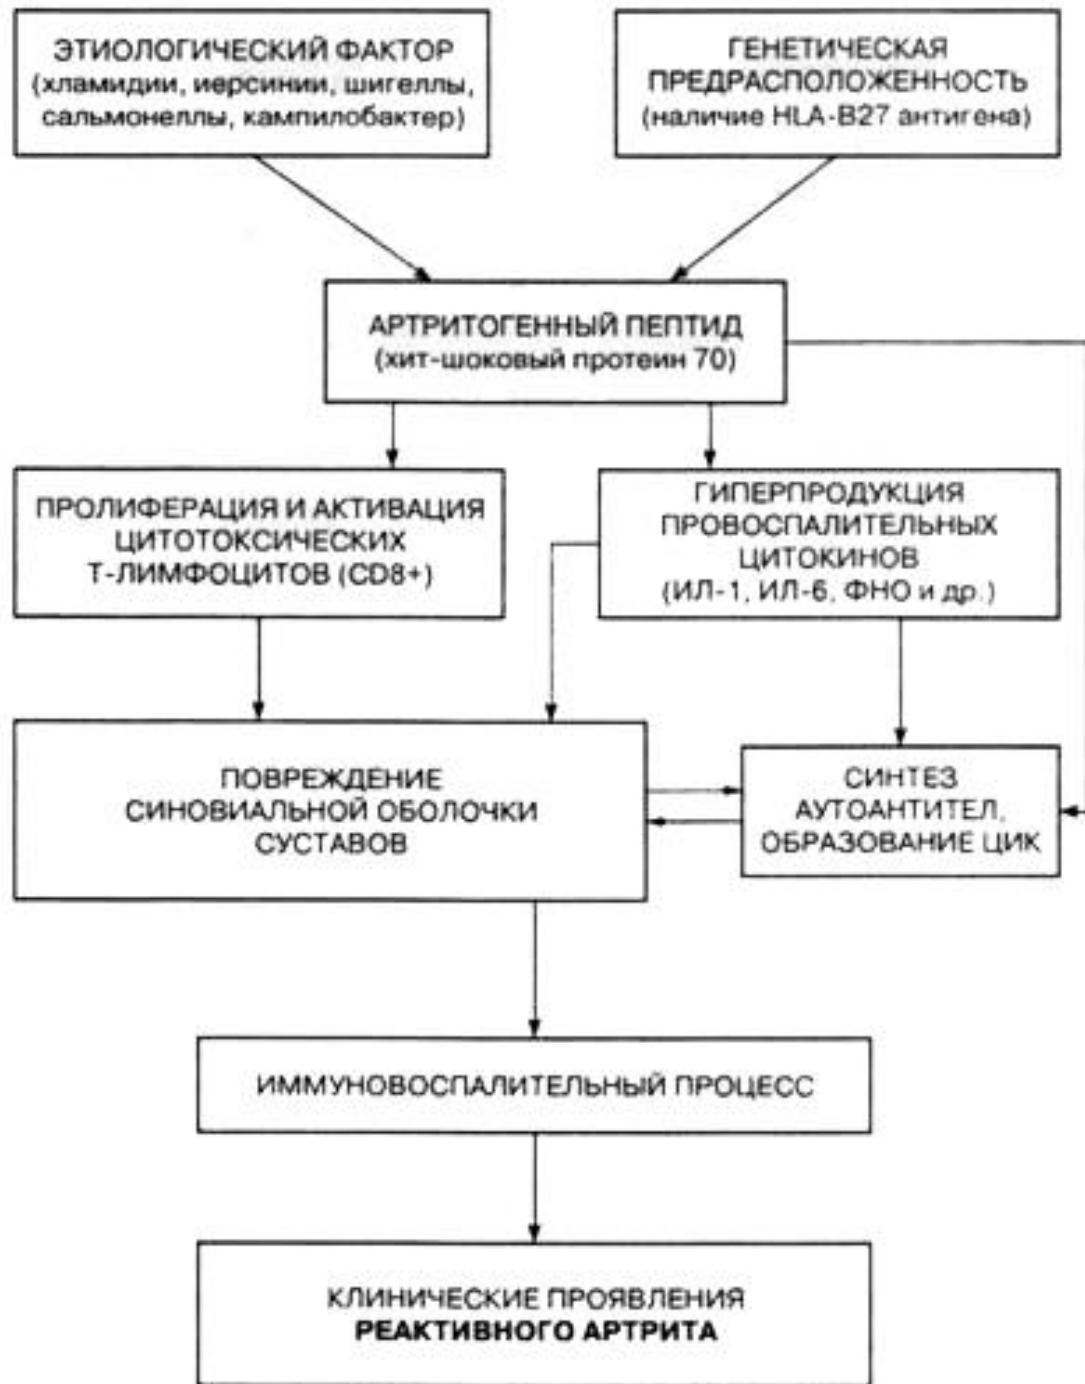 ЭТИОЛОГИЧЕСКИЙ ФАКТОР
(хламидии, иерсинии, шигеллы,
сальмонеллы, кампилобактер)
ГЕНЕТИЧЕСКАЯ
ПРЕДРАСПОЛОЖЕННОСТЬ
(наличие HLA-B27 антигена)
АРТРИТОГЕННЫЙ ПЕПТИД
(хит-шоковый протеин 70)
ПРОЛИФЕРАЦИЯ И АКТИВАЦИЯ
ЦИТОТОКСИЧЕСКИХ
Т-ЛИМФОЦИТОВ (CD8+)
ГИПЕРПРОДУКЦИЯ
ПРОВОСПАЛИТЕЛЬНЫХ
ЦИТОКИНОВ
(ИЛ-1, ИЛ-6, ФНО и др.)
ПОВРЕЖДЕНИЕ
СИНОВИАЛЬНОЙ ОБОЛОЧКИ
СУСТАВОВ
СИНТЕЗ
АУТОАНТИТЕЛ,
ОБРАЗОВАНИЕ ЦИК
ИММУНОВОСПАЛИТЕЛЬНЫЙ ПРОЦЕСС
КЛИНИЧЕСКИЕ ПРОЯВЛЕНИЯ
РЕАКТИВНОГО АРТРИТА